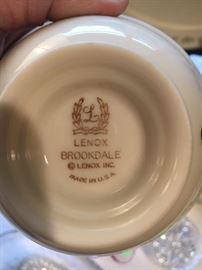 L
LENOX
BROOKDALE
© LENOX INC.
MADE IN U.S.A.